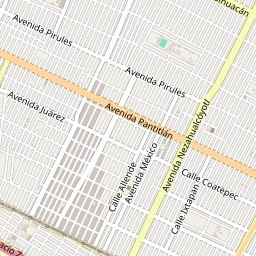 Avenida Pirules
Avenida Pirules
Avenida Pantitlán
Avenida Juárez
Avenida Nezahualcóyotl
Avenida México
Calle Allende
Calle Coatepec
Calle Ixtapan